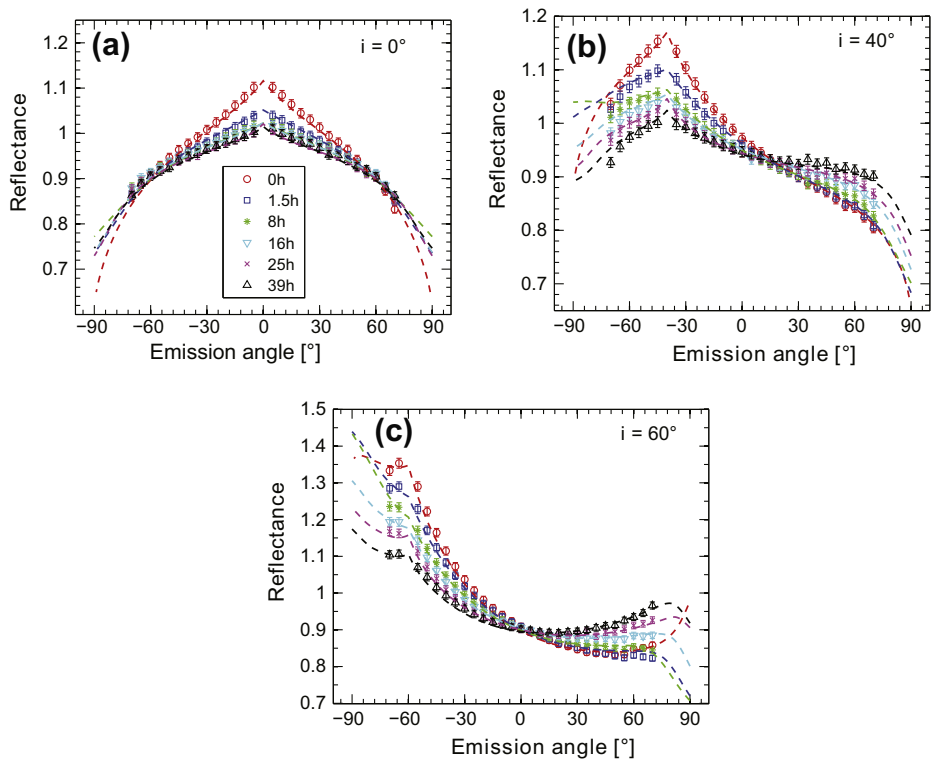 (a)
i = 0°
Reflectance
1.2
1.1
1
0.9
0.8
0.7
0h
1.5h
8h
16h
25h
39h
−90 −60 −30 0 30 60 90
Emission angle [°]
(b)
i = 40°
Reflectance
1.2
1.1
1
0.9
0.8
0.7
−90 −60 −30 0 30 60 90
Emission angle [°]
(c)
i = 60°
Reflectance
1.5
1.4
1.3
1.2
1.1
1
0.9
0.8
0.7
−90 −60 −30 0 30 60 90
Emission angle [°]